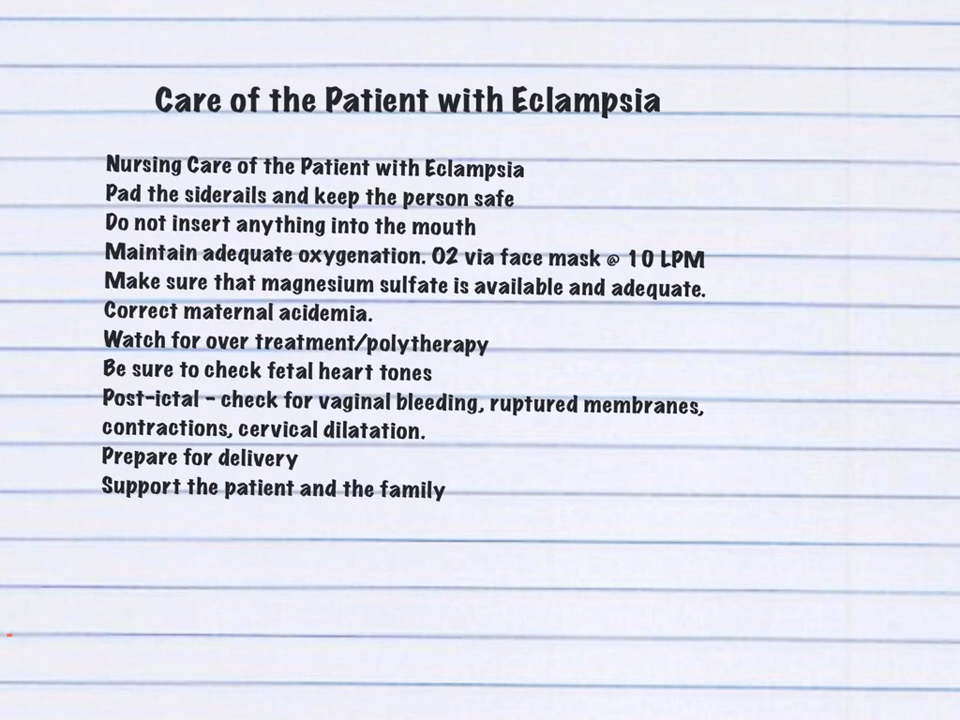 Care of the Patient with Eclampsia
Nursing Care of the Patient with Eclampsia
Pad the siderails and keep the person safe
Do not insert anything into the mouth
Maintain adequate oxygenation. O2 via face mask @ 10 LPM
Make sure that magnesium sulfate is available and adequate.
Correct maternal acidemia.
Watch for over treatment/polytherapy
Be sure to check fetal heart tones
Post-ictal - check for vaginal bleeding, ruptured membranes,
contractions, cervical dilatation.
Prepare for delivery
Support the patient and the family